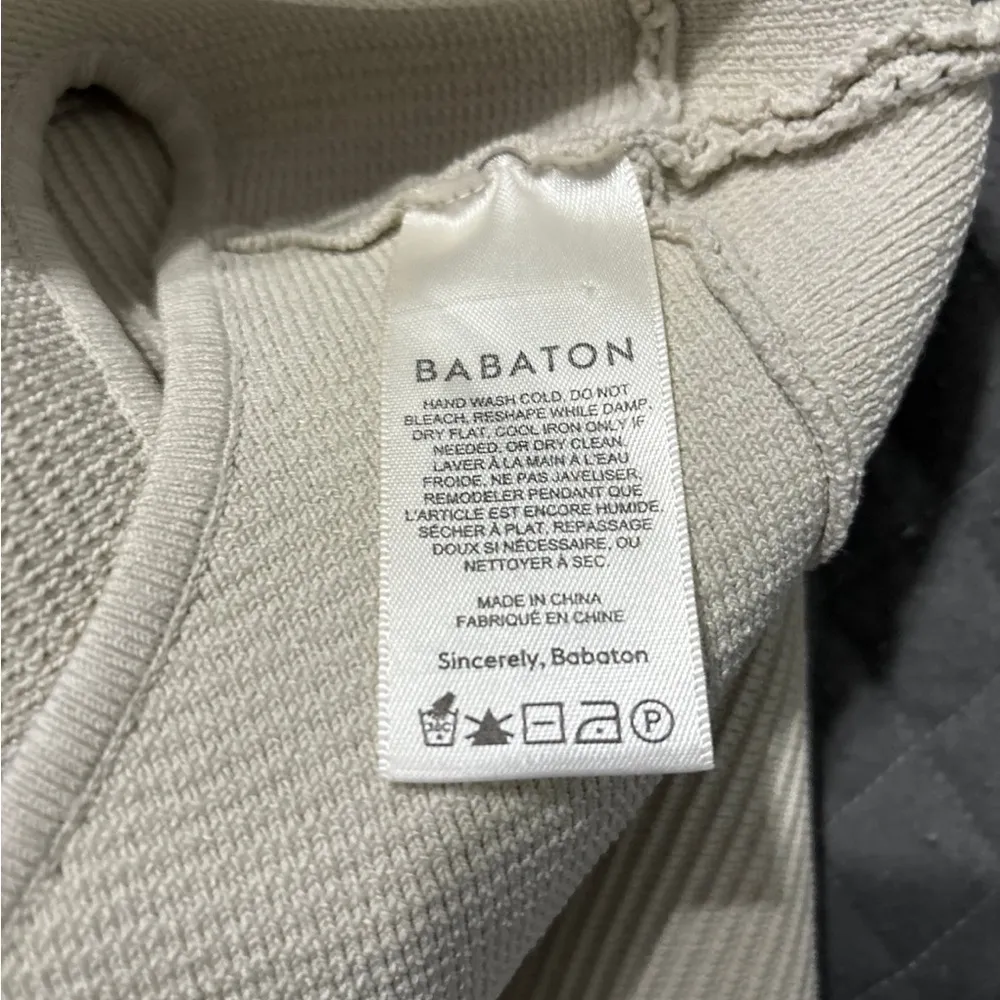 BABATON
HAND WASH COLD. DO NOT
BLEACH. RESHAPE WHILE DAMP.
DRY FLAT. COOL IRON ONLY IF
NEEDED. OR DRY CLEAN.
LAVER À LA MAIN À L'EAU
FROIDE. NE PAS JAVELISER.
REMODELER PENDANT QUE
L'ARTICLE EST ENCORE HUMIDE.
SÉCHER À PLAT. REPASSAGE
DOUX SI NÉCESSAIRE, OU
NETTOYER À SEC.
MADE IN CHINA
FABRIQUÉ EN CHINE
Sincerely, Babaton
30C P